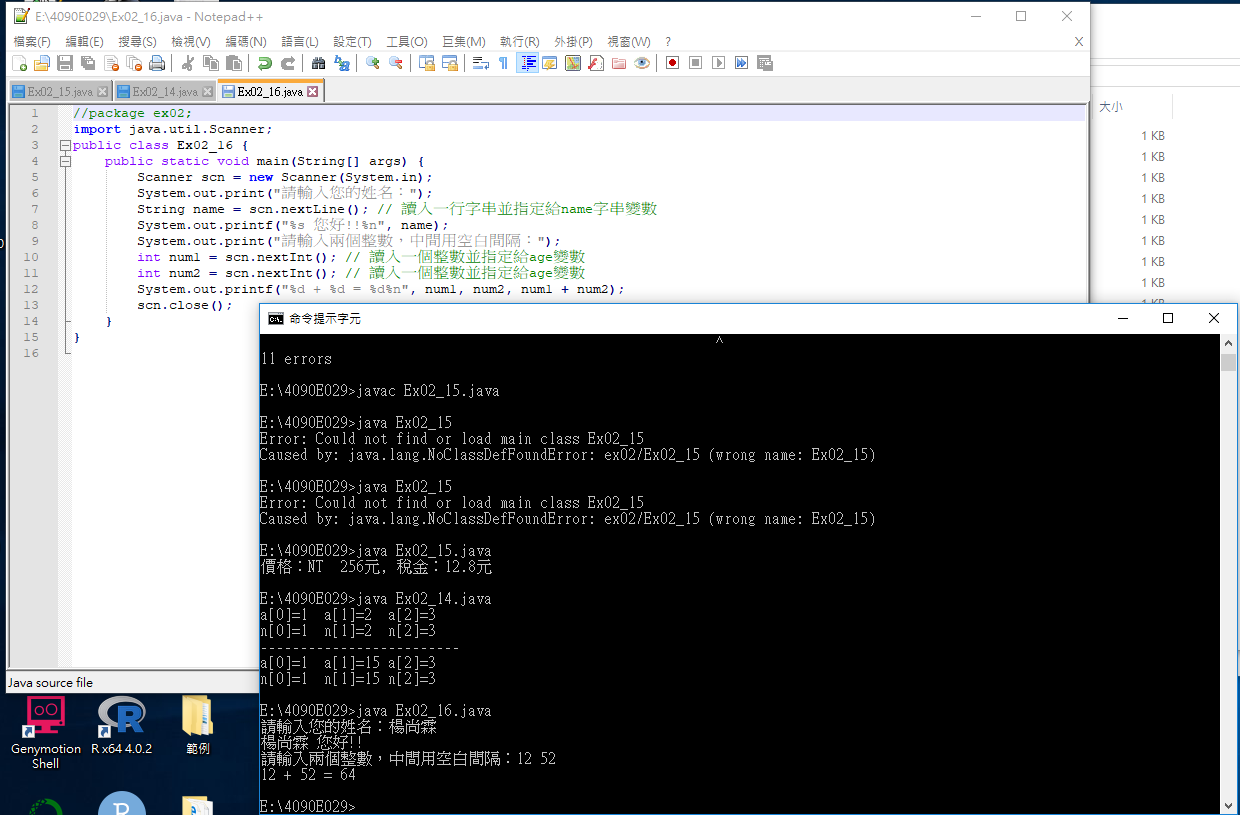 E:\4090E029\Ex02_16.java - Notepad++
檔案(F) 編輯(E) 搜尋(S) 檢視(V) 編碼(N) 語言(L) 設定(T) 工具(O) 巨集(M) 執行(R) 外掛(P) 視窗(W) ? X
Ex02_15.java Ex02_14.java Ex02_16.java
1 //package ex02;
2 import java.util.Scanner;
3 public class Ex02_16 {
4 public static void main(String[] args) {
5 Scanner scn = new Scanner(System.in);
6 System.out.print("請輸入您的姓名：");
7 String name = scn.nextLine(); // 讀入一行字串並指定給name字串變數
8 System.out.printf("%s 您好!!%n", name);
9 System.out.print("請輸入兩個整數，中間用空白間隔：");
10 int num1 = scn.nextInt(); // 讀入一個整數並指定給age變數
11 int num2 = scn.nextInt(); // 讀入一個整數並指定給age變數
12 System.out.printf("%d + %d = %d%n", num1, num2, num1 + num2);
13 scn.close();
14 }
15 }
16
Java source file
大小
1 KB
1 KB
1 KB
1 KB
1 KB
1 KB
1 KB
1 KB
1 KB
命令提示字元
^
11 errors
E:\4090E029>javac Ex02_15.java
E:\4090E029>java Ex02_15
Error: Could not find or load main class Ex02_15
Caused by: java.lang.NoClassDefFoundError: ex02/Ex02_15 (wrong name: Ex02_15)
E:\4090E029>java Ex02_15
Error: Could not find or load main class Ex02_15
Caused by: java.lang.NoClassDefFoundError: ex02/Ex02_15 (wrong name: Ex02_15)
E:\4090E029>java Ex02_15.java
價格：NT  256元, 稅金：12.8元
E:\4090E029>java Ex02_14.java
a[0]=1  a[1]=2  a[2]=3
n[0]=1  n[1]=2  n[2]=3
-------------------------
a[0]=1  a[1]=15 a[2]=3
n[0]=1  n[1]=15 n[2]=3
E:\4090E029>java Ex02_16.java
請輸入您的姓名：楊尚霖
楊尚霖 您好!!
請輸入兩個整數，中間用空白間隔：12 52
12 + 52 = 64
E:\4090E029>
Genymotion Shell
R x64 4.0.2
範例